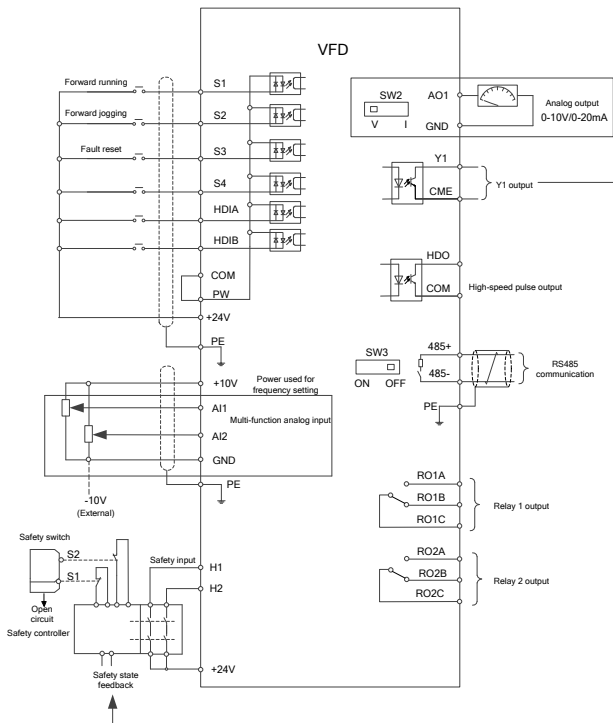 VFD
Forward running
S1
Forward jogging
S2
Fault reset
S3
S4
HDIA
HDIB
COM
PW
+24V
PE
SW2
V I
AO1
GND
Analog output
0-10V/0-20mA
Y1
CME
Y1 output
HDO
COM
High-speed pulse output
SW3
ON OFF
485+
485-
RS485
communication
PE
+10V
Power used for
frequency setting
AI1
Multi-function analog input
AI2
GND
PE
-10V
(External)
RO1A
RO1B
RO1C
Relay 1 output
RO2A
RO2B
RO2C
Relay 2 output
Safety switch
S2
S1
Open
circuit
Safety controller
Safety input
H1
H2
+24V
Safety state
feedback